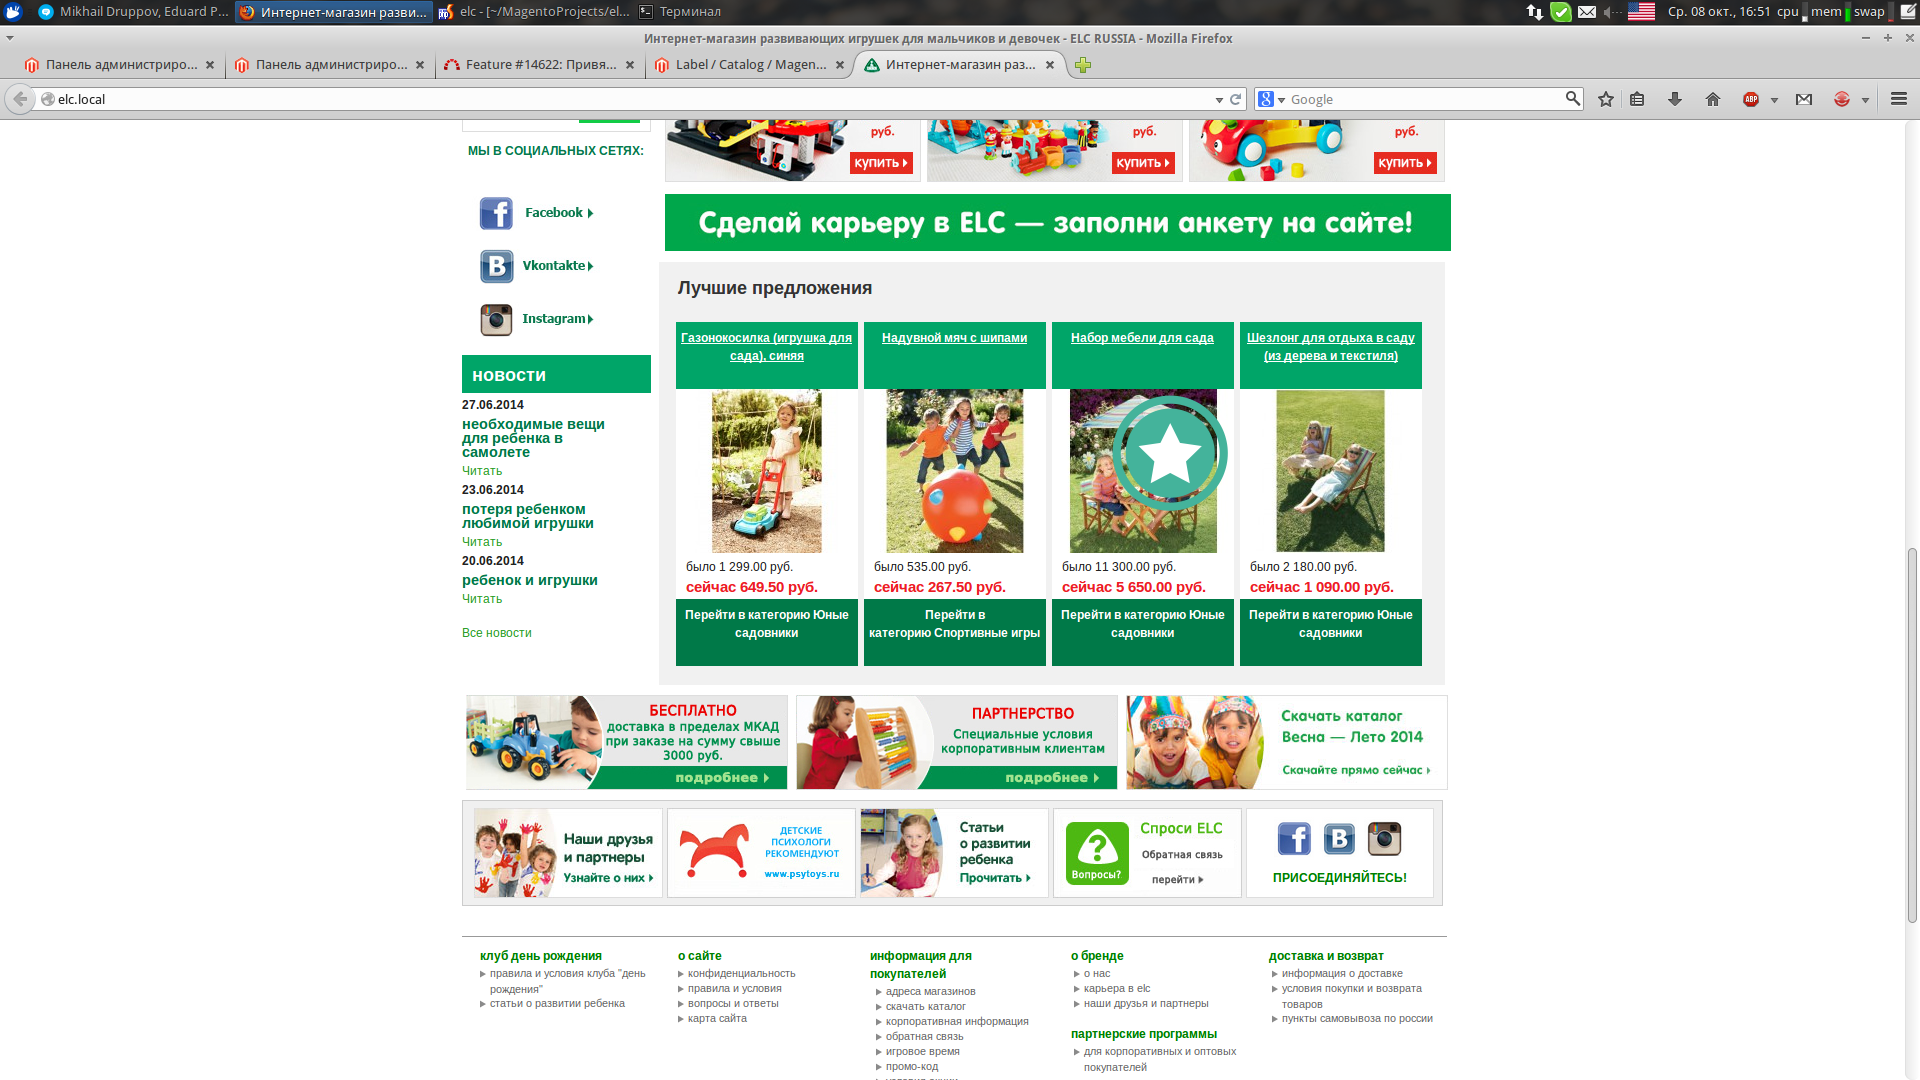 Mikhail Druppov, Eduard P...
Интернет-магазин разви...
elc - [~/MagentoProjects/el...
Терминал
Ср. 08 окт., 16:51 cpu mem swap
Интернет-магазин развивающих игрушек для мальчиков и девочек - ELC RUSSIA - Mozilla Firefox
Панель администриро...
Панель администриро...
Feature #14622: Привя...
Label / Catalog / Magen...
Интернет-магазин раз...
elc.local
Google
ABP
МЫ В СОЦИАЛЬНЫХ СЕТЯХ:
Facebook
Vkontakte
Instagram
новости
27.06.2014
необходимые вещи
для ребенка в
самолете
Читать
23.06.2014
потеря ребенком
любимой игрушки
Читать
20.06.2014
ребенок и игрушки
Читать
Все новости
руб.
купить
руб.
купить
руб.
купить
Сделай карьеру в ELC — заполни анкету на сайте!
Лучшие предложения
Газонокосилка (игрушка для
сада), синяя
было 1 299.00 руб.
сейчас 649.50 руб.
Перейти в категорию Юные
садовники
Надувной мяч с шипами
было 535.00 руб.
сейчас 267.50 руб.
Перейти в
категорию Спортивные игры
Набор мебели для сада
было 11 300.00 руб.
сейчас 5 650.00 руб.
Перейти в категорию Юные
садовники
Шезлонг для отдыха в саду
(из дерева и текстиля)
было 2 180.00 руб.
сейчас 1 090.00 руб.
Перейти в категорию Юные
садовники
БЕСПЛАТНО
доставка в пределах МКАД
при заказе на сумму свыше
3000 руб.
подробнее
ПАРТНЕРСТВО
Специальные условия
корпоративным клиентам
подробнее
Скачать каталог
Весна — Лето 2014
Скачайте прямо сейчас
Наши друзья
и партнеры
Узнайте о них
ДЕТСКИЕ
ПСИХОЛОГИ
РЕКОМЕНДУЮТ
www.psytoys.ru
Статьи
о развитии
ребенка
Прочитать
Вопросы?
Спроси ELC
Обратная связь
перейти
ПРИСОЕДИНЯЙТЕСЬ!
клуб день рождения
правила и условия клуба "день
рождения"
статьи о развитии ребенка
о сайте
конфиденциальность
правила и условия
вопросы и ответы
карта сайта
информация для
покупателей
адреса магазинов
скачать каталог
корпоративная информация
обратная связь
игровое время
промо-код
о бренде
о нас
карьера в elc
наши друзья и партнеры
партнерские программы
для корпоративных и оптовых
покупателей
доставка и возврат
информация о доставке
условия покупки и возврата
товаров
пункты самовывоза по россии